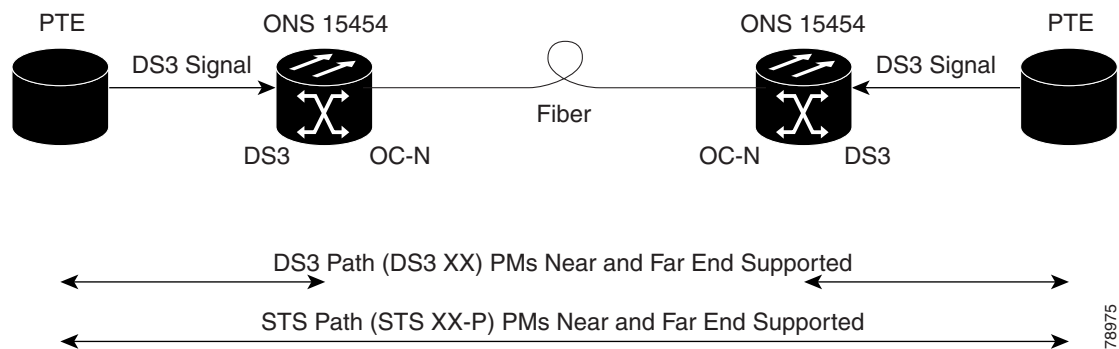 PTE
ONS 15454
ONS 15454
PTE
DS3 Signal
DS3 Signal
Fiber
DS3
OC-N
OC-N
DS3
DS3 Path (DS3 XX) PMs Near and Far End Supported
STS Path (STS XX-P) PMs Near and Far End Supported
78975